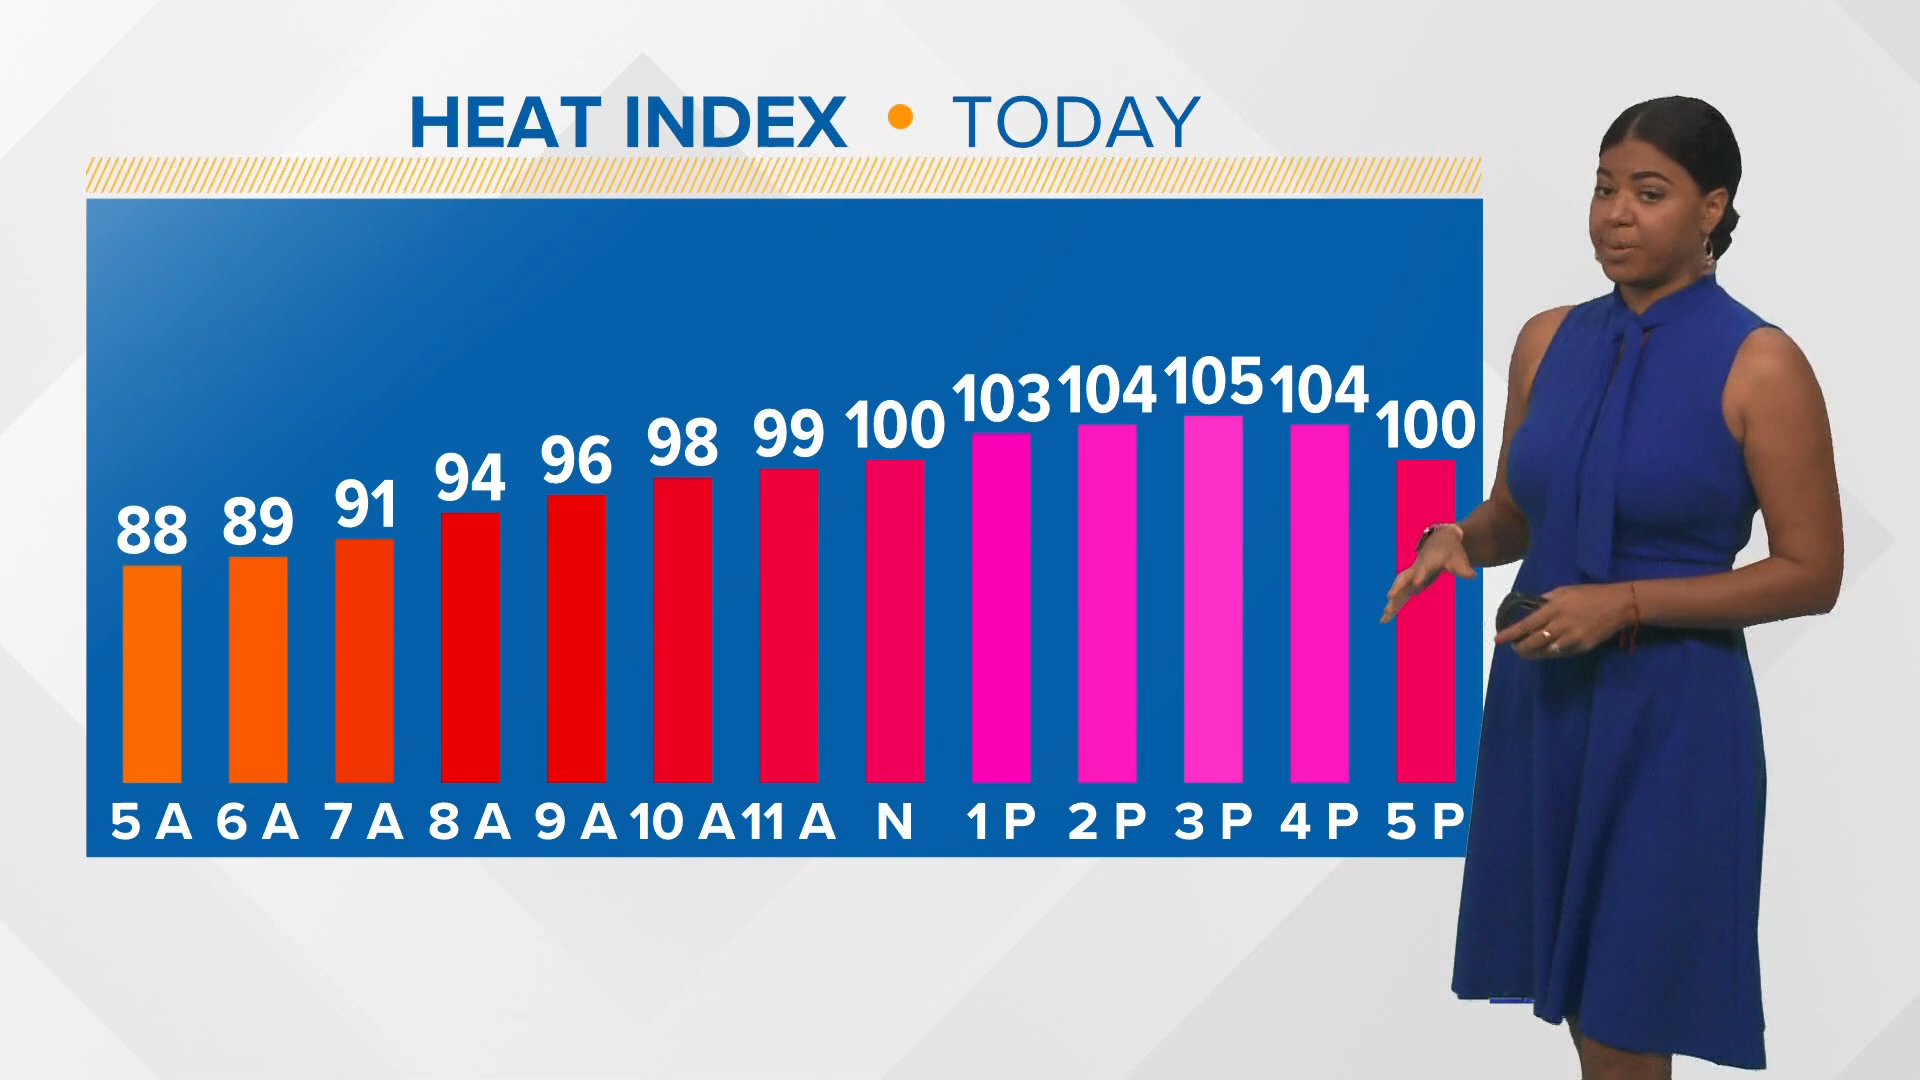 HEAT INDEX • TODAY
88 89 91 94 96 98 99 100 103 104 105 104 100
5 A 6 A 7 A 8 A 9 A 10 A 11 A N 1 P 2 P 3 P 4 P 5 P